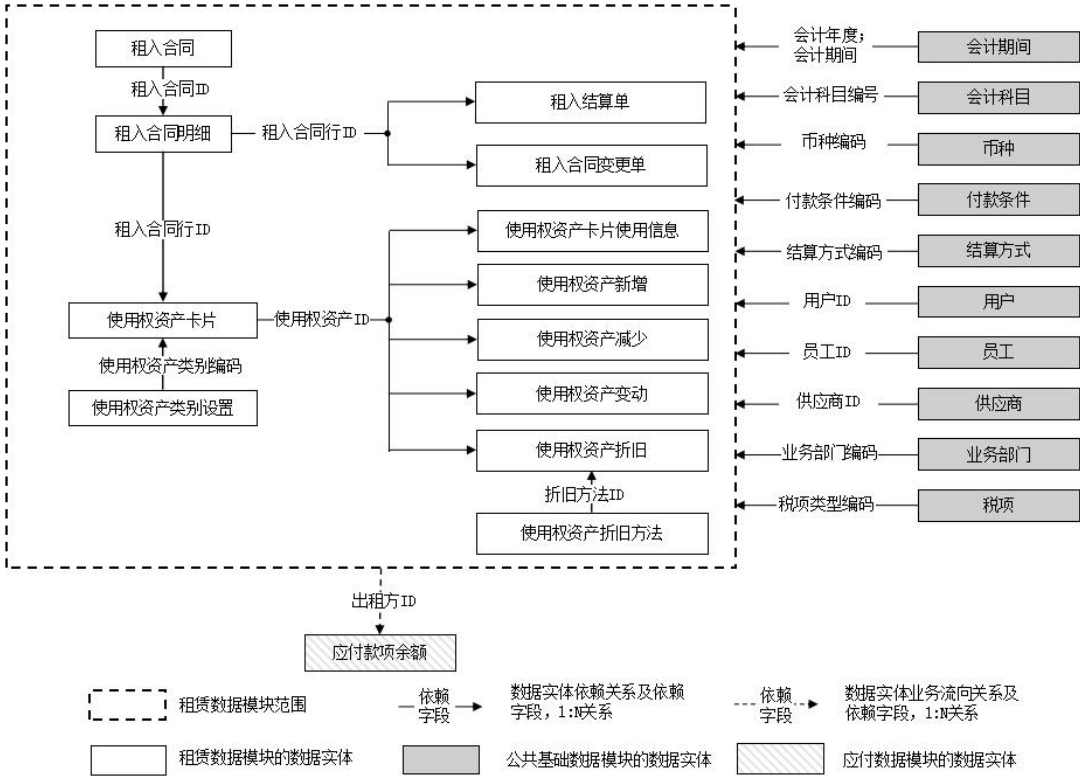 租入合同
租入合同ID
租入合同明细
租入合同行ID
租入结算单
租入合同变更单
租入合同行ID
使用权资产卡片
使用权资产类别编码
使用权资产类别设置
使用权资产ID
使用权资产卡片使用信息
使用权资产新增
使用权资产减少
使用权资产变动
使用权资产折旧
折旧方法ID
使用权资产折旧方法
会计年度;
会计期间
会计期间
会计科目编号
会计科目
币种编码
币种
付款条件编码
付款条件
结算方式编码
结算方式
用户ID
用户
员工ID
员工
供应商ID
供应商
业务部门编码
业务部门
税项类型编码
税项
出租方ID
应付款项余额
租赁数据模块范围
依赖
字段
数据实体依赖关系及依赖
字段,1:N关系
依赖
字段
数据实体业务流向关系及
依赖字段,1:N关系
租赁数据模块的数据实体
公共基础数据模块的数据实体
应付数据模块的数据实体